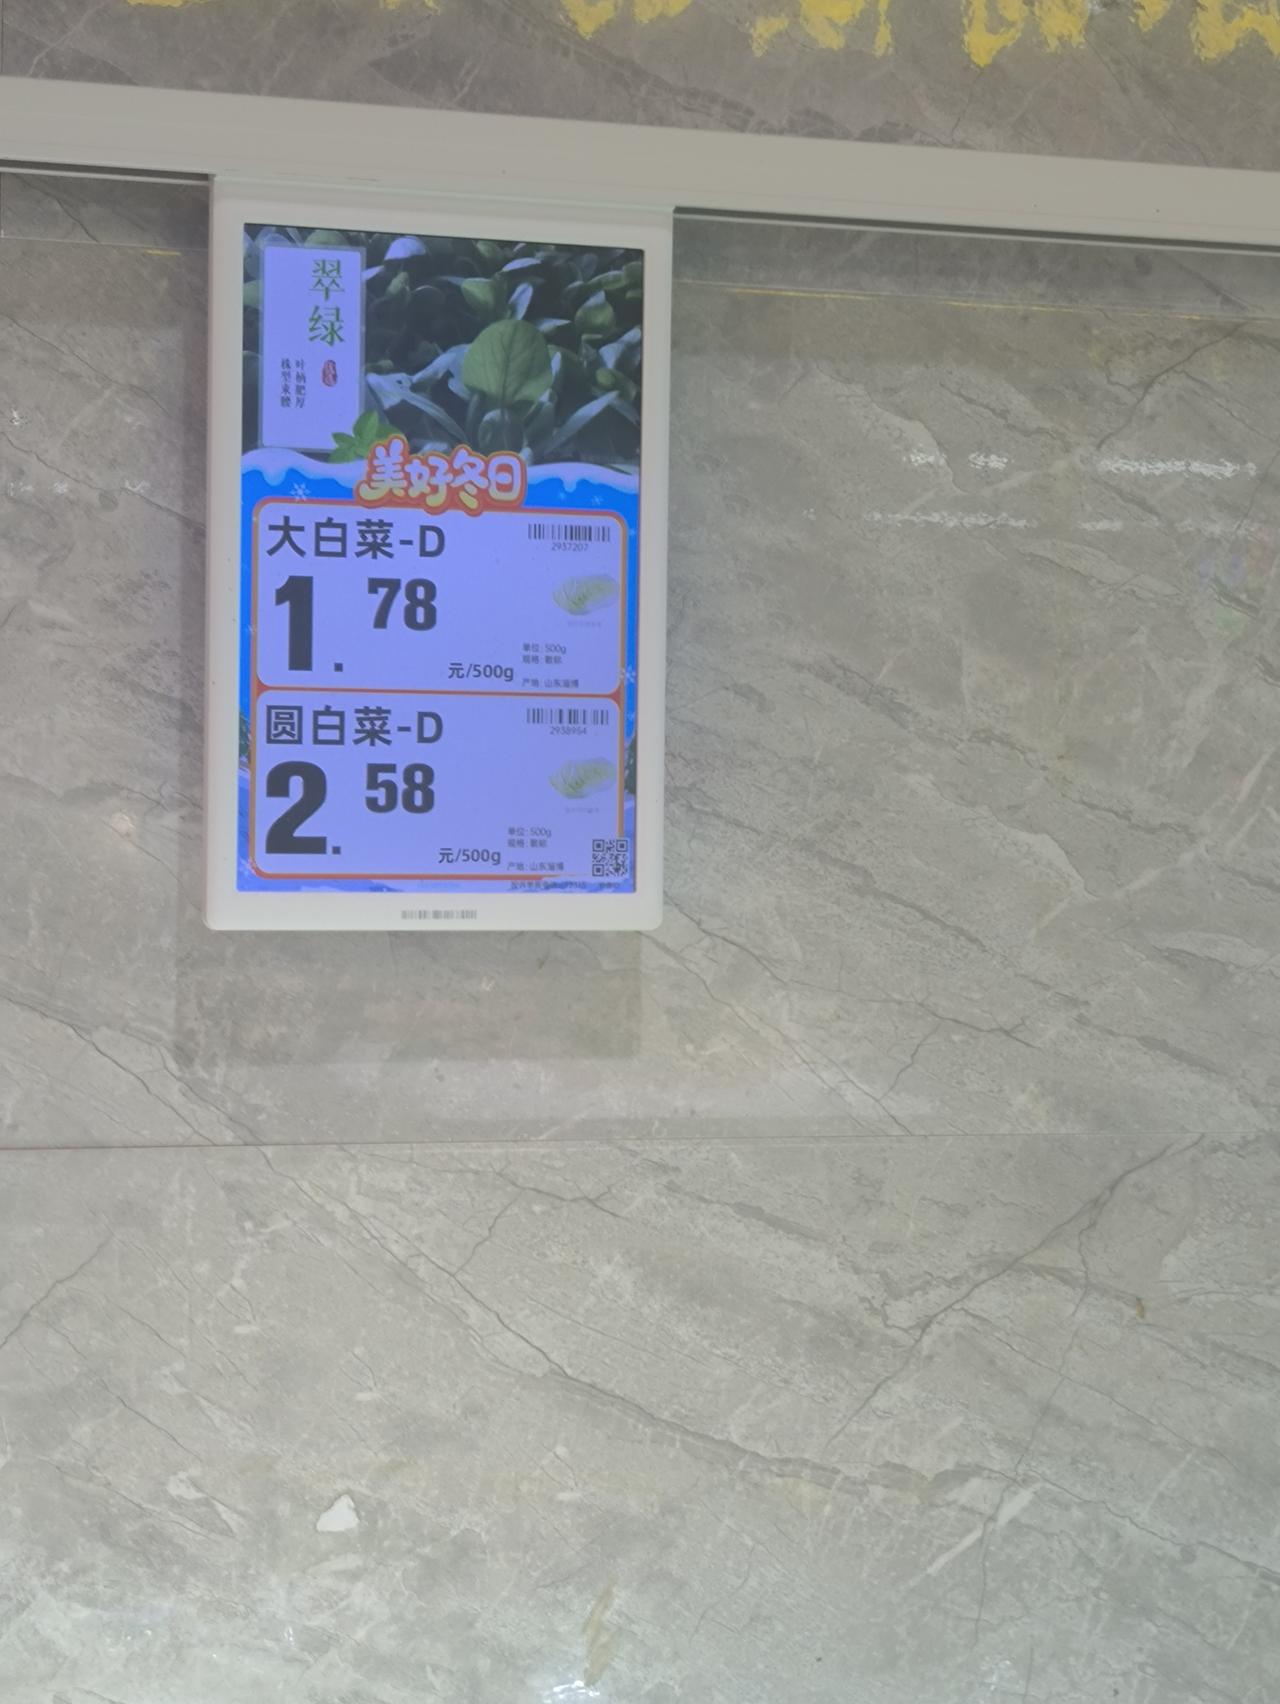 翠绿
叶柄肥厚
株型束腰
美好冬日
大白菜-D
2937207
1.78
元/500g
单位: 500g
规格: 散称
产地: 山东淄博
圆白菜-D
2938954
2.58
元/500g
单位: 500g
规格: 散称
产地: 山东淄博